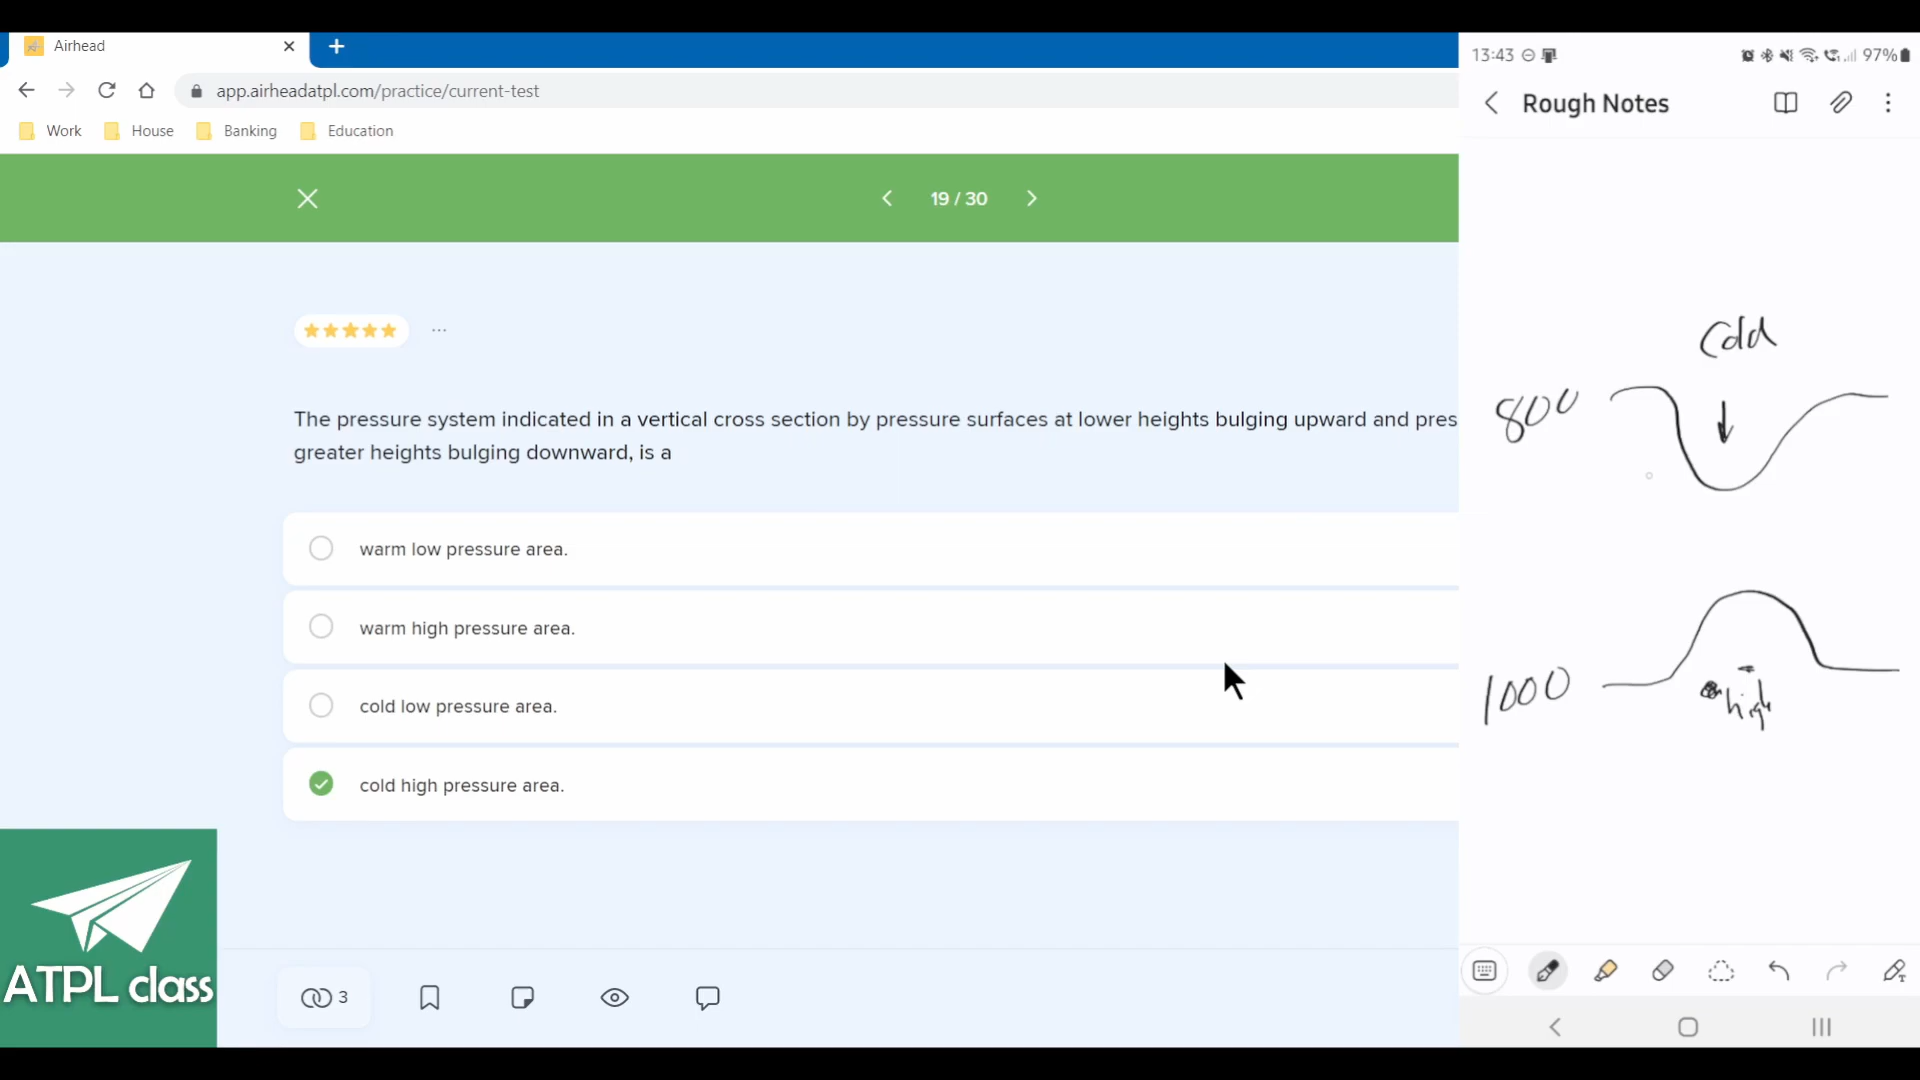 Airhead
app.airheadatpl.com/practice/current-test
Work House Banking Education
19 / 30
The pressure system indicated in a vertical cross section by pressure surfaces at lower heights bulging upward and pres
greater heights bulging downward, is a
warm low pressure area.
warm high pressure area.
cold low pressure area.
cold high pressure area.
3
ATPL class
13:43 97%
Rough Notes
Cold
800
1000
high